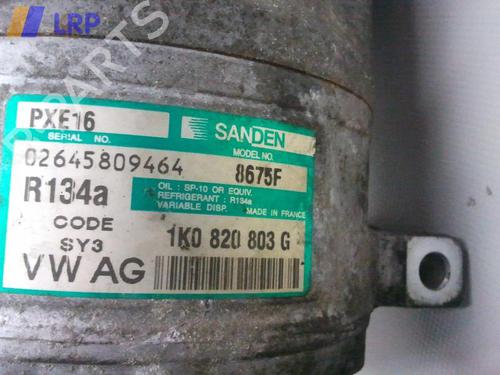 LRP
PARTS
PXE16
SERIAL NO.
SANDEN
MODEL NO.
02645809464
8675F
R134a
OIL : SP-10 OR EQUIV.
REFRIGERANT : R134a
VARIABLE DISP. MADE IN FRANCE
CODE
SY3
1K0 820 803 G
VW AG